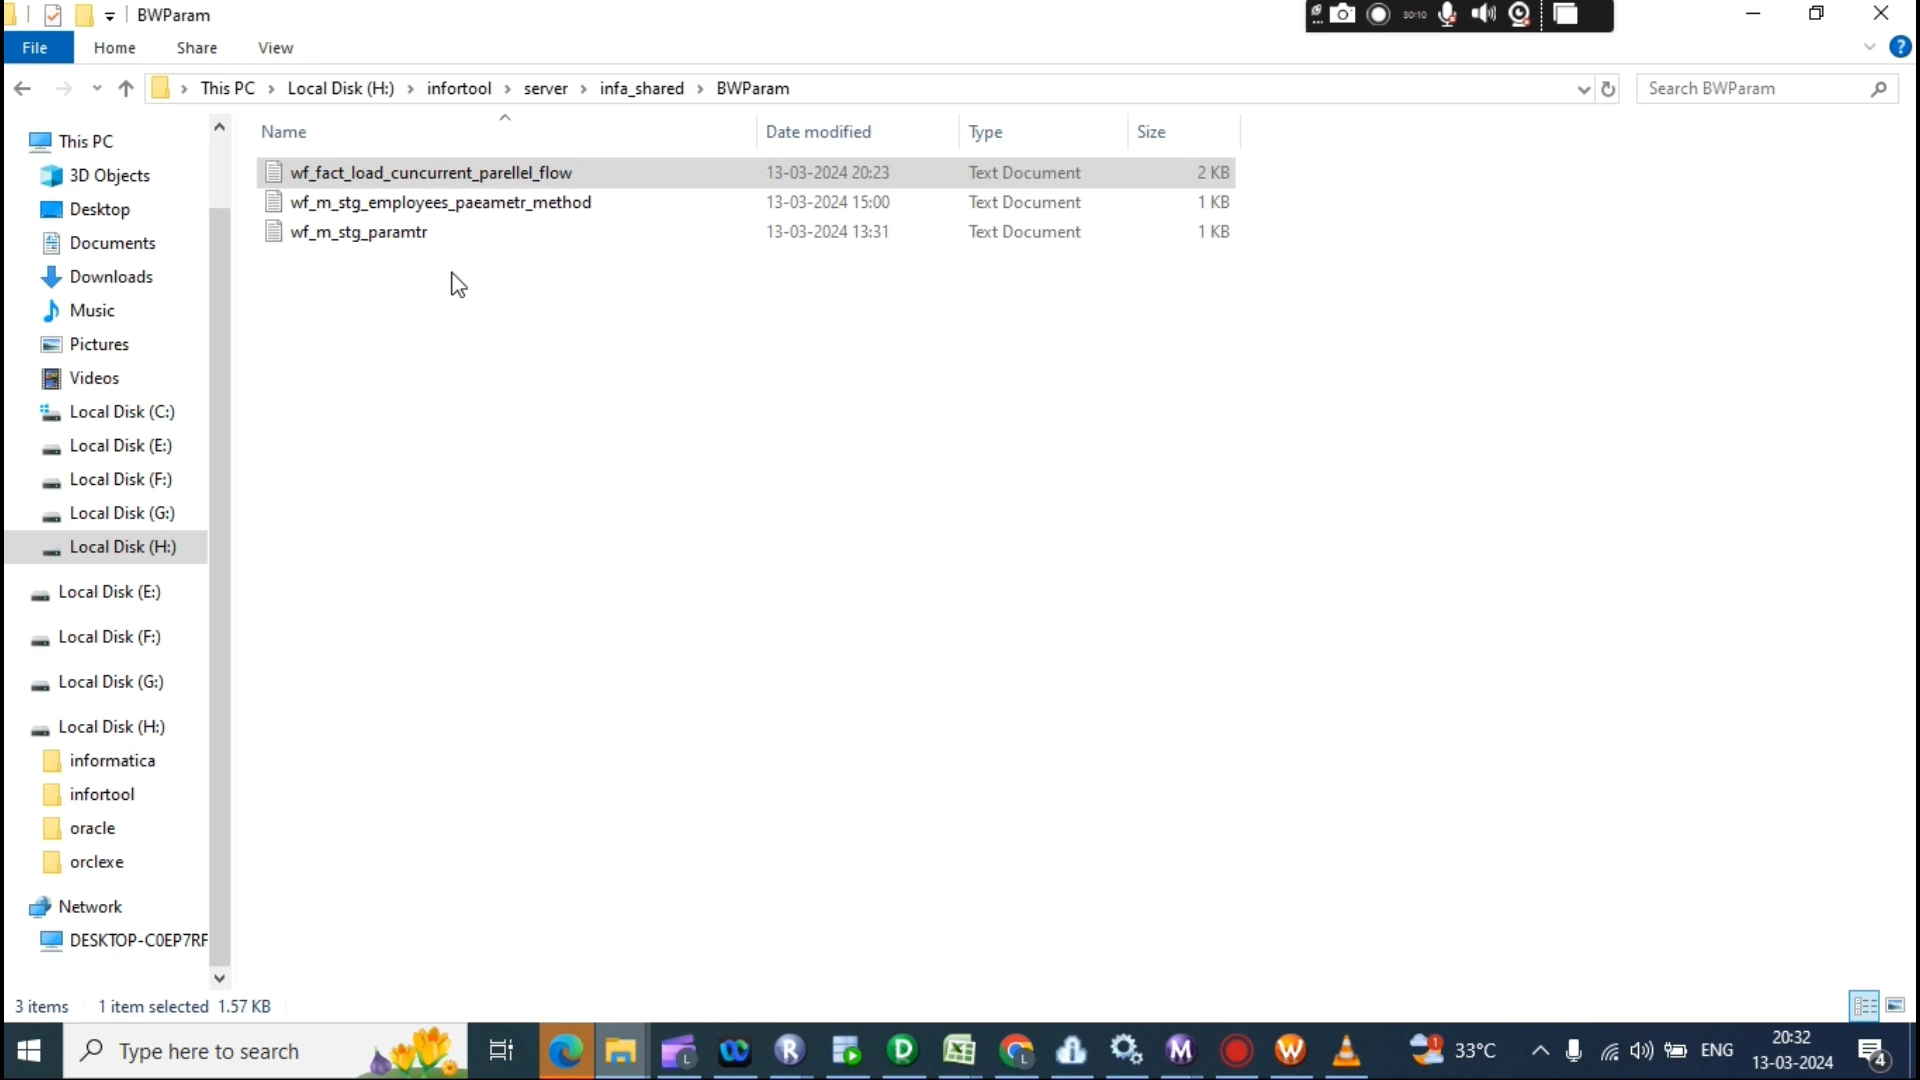 BWParam
30:10
File Home Share View
This PC Local Disk (H:) infortool server infa_shared BWParam
Search BWParam
Name Date modified Type Size
wf_fact_load_cuncurrent_parellel_flow 13-03-2024 20:23 Text Document 2 KB
wf_m_stg_employees_paeametr_method 13-03-2024 15:00 Text Document 1 KB
wf_m_stg_paramtr 13-03-2024 13:31 Text Document 1 KB
This PC
3D Objects
Desktop
Documents
Downloads
Music
Pictures
Videos
Local Disk (C:)
Local Disk (E:)
Local Disk (F:)
Local Disk (G:)
Local Disk (H:)
Local Disk (E:)
Local Disk (F:)
Local Disk (G:)
Local Disk (H:)
informatica
infortool
oracle
orclexe
Network
DESKTOP-C0EP7RF
3 items 1 item selected 1.57 KB
Type here to search
33°C
ENG
20:32
13-03-2024
4